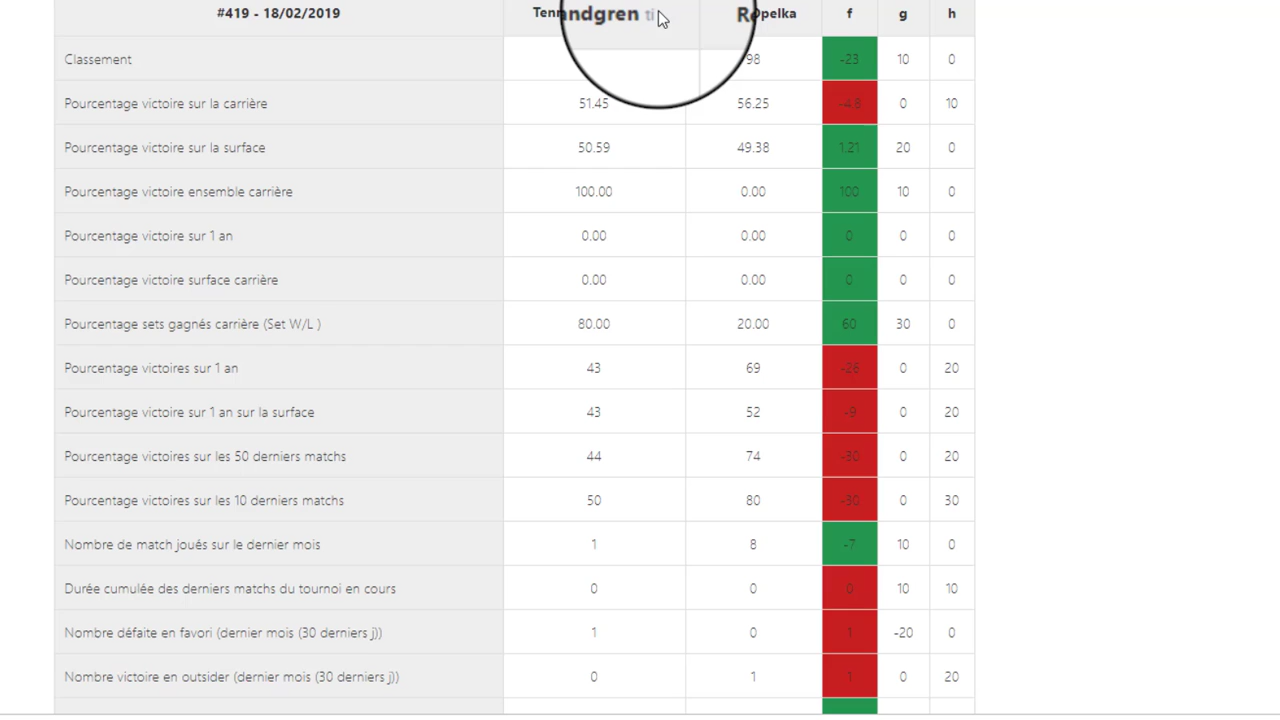 #419 - 18/02/2019 Tenn ndgren ti R Opelka f g h
Classement 98 -23 10 0
Pourcentage victoire sur la carrière 51.45 56.25 -4.8 0 10
Pourcentage victoire sur la surface 50.59 49.38 1.21 20 0
Pourcentage victoire ensemble carrière 100.00 0.00 100 10 0
Pourcentage victoire sur 1 an 0.00 0.00 0 0 0
Pourcentage victoire surface carrière 0.00 0.00 0 0 0
Pourcentage sets gagnés carrière (Set W/L ) 80.00 20.00 60 30 0
Pourcentage victoires sur 1 an 43 69 -26 0 20
Pourcentage victoire sur 1 an sur la surface 43 52 -9 0 20
Pourcentage victoires sur les 50 derniers matchs 44 74 -30 0 20
Pourcentage victoires sur les 10 derniers matchs 50 80 -30 0 30
Nombre de match joués sur le dernier mois 1 8 -7 10 0
Durée cumulée des derniers matchs du tournoi en cours 0 0 0 10 10
Nombre défaite en favori (dernier mois (30 derniers j)) 1 0 1 -20 0
Nombre victoire en outsider (dernier mois (30 derniers j)) 0 1 1 0 20